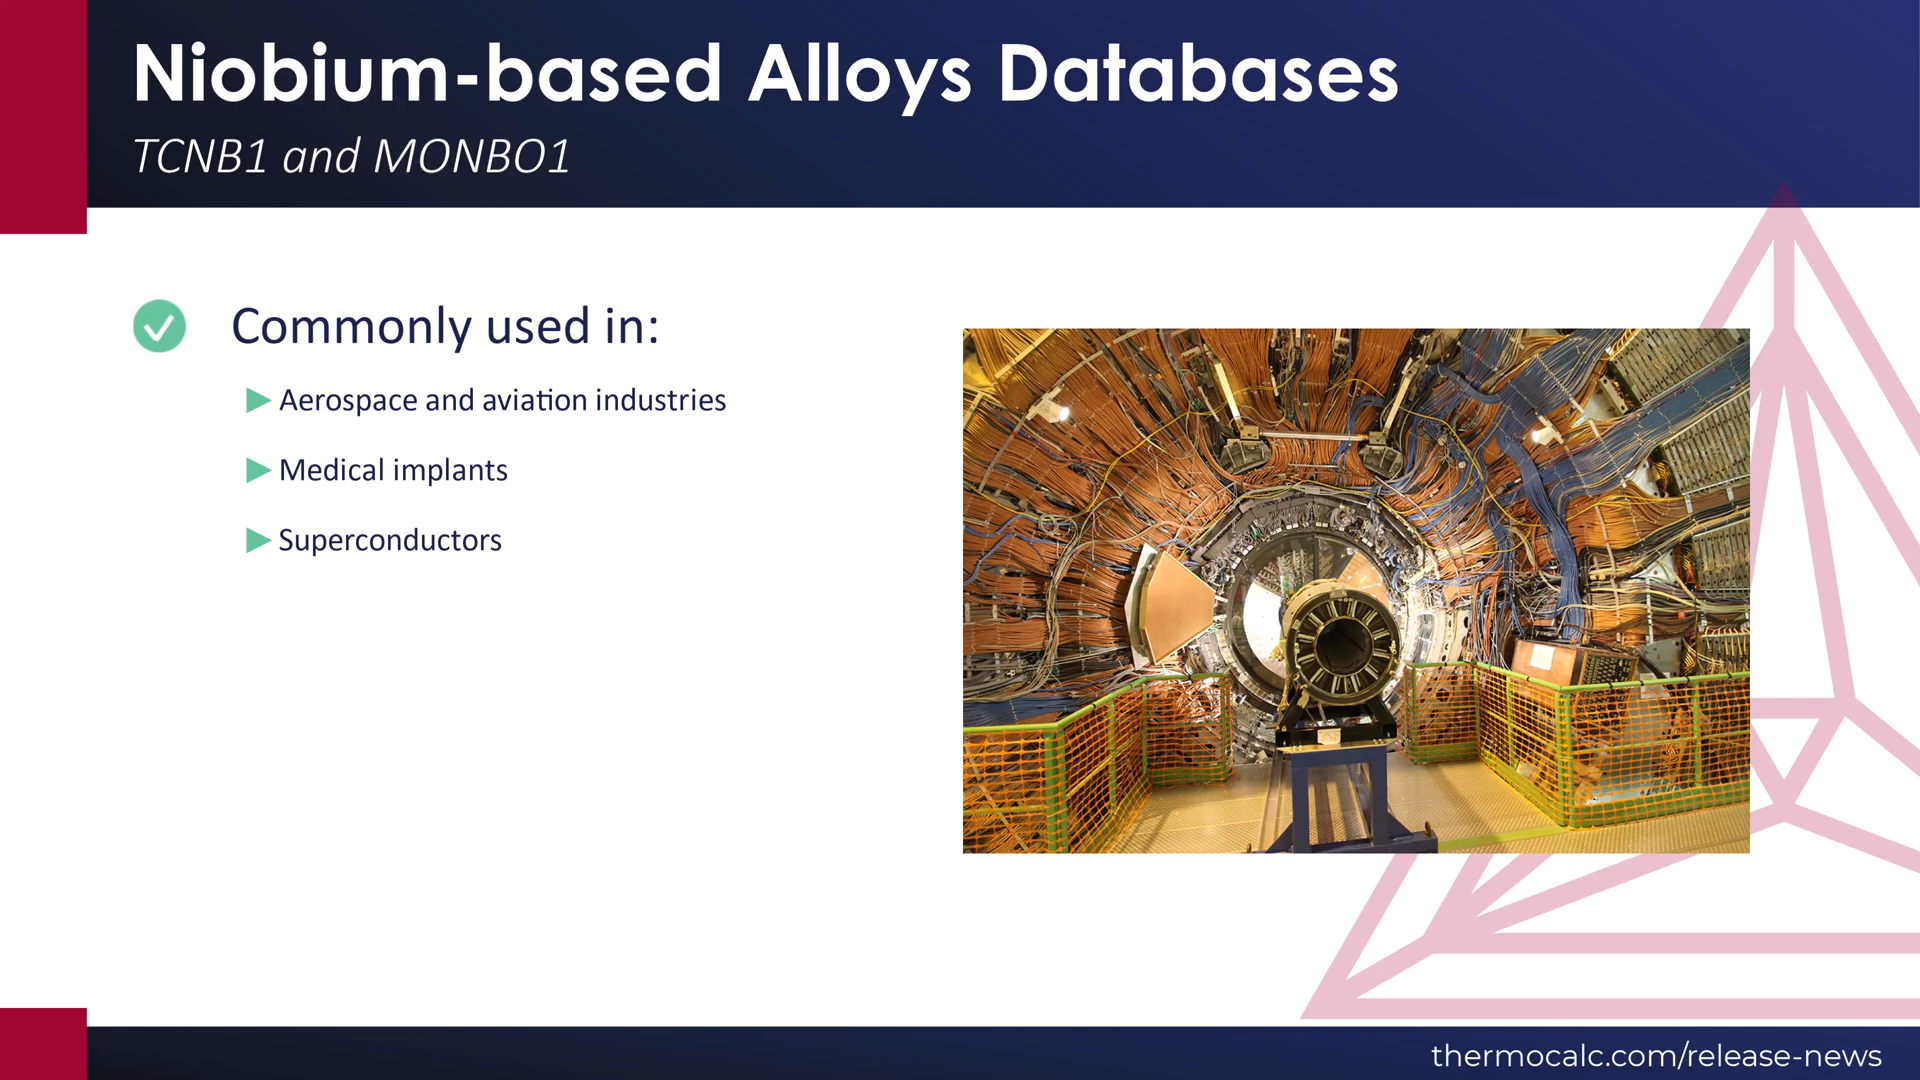 Niobium-based Alloys Databases
TCNB1 and MONBO1
Commonly used in:
Aerospace and aviation industries
Medical implants
Superconductors
thermocalc.com/release-news